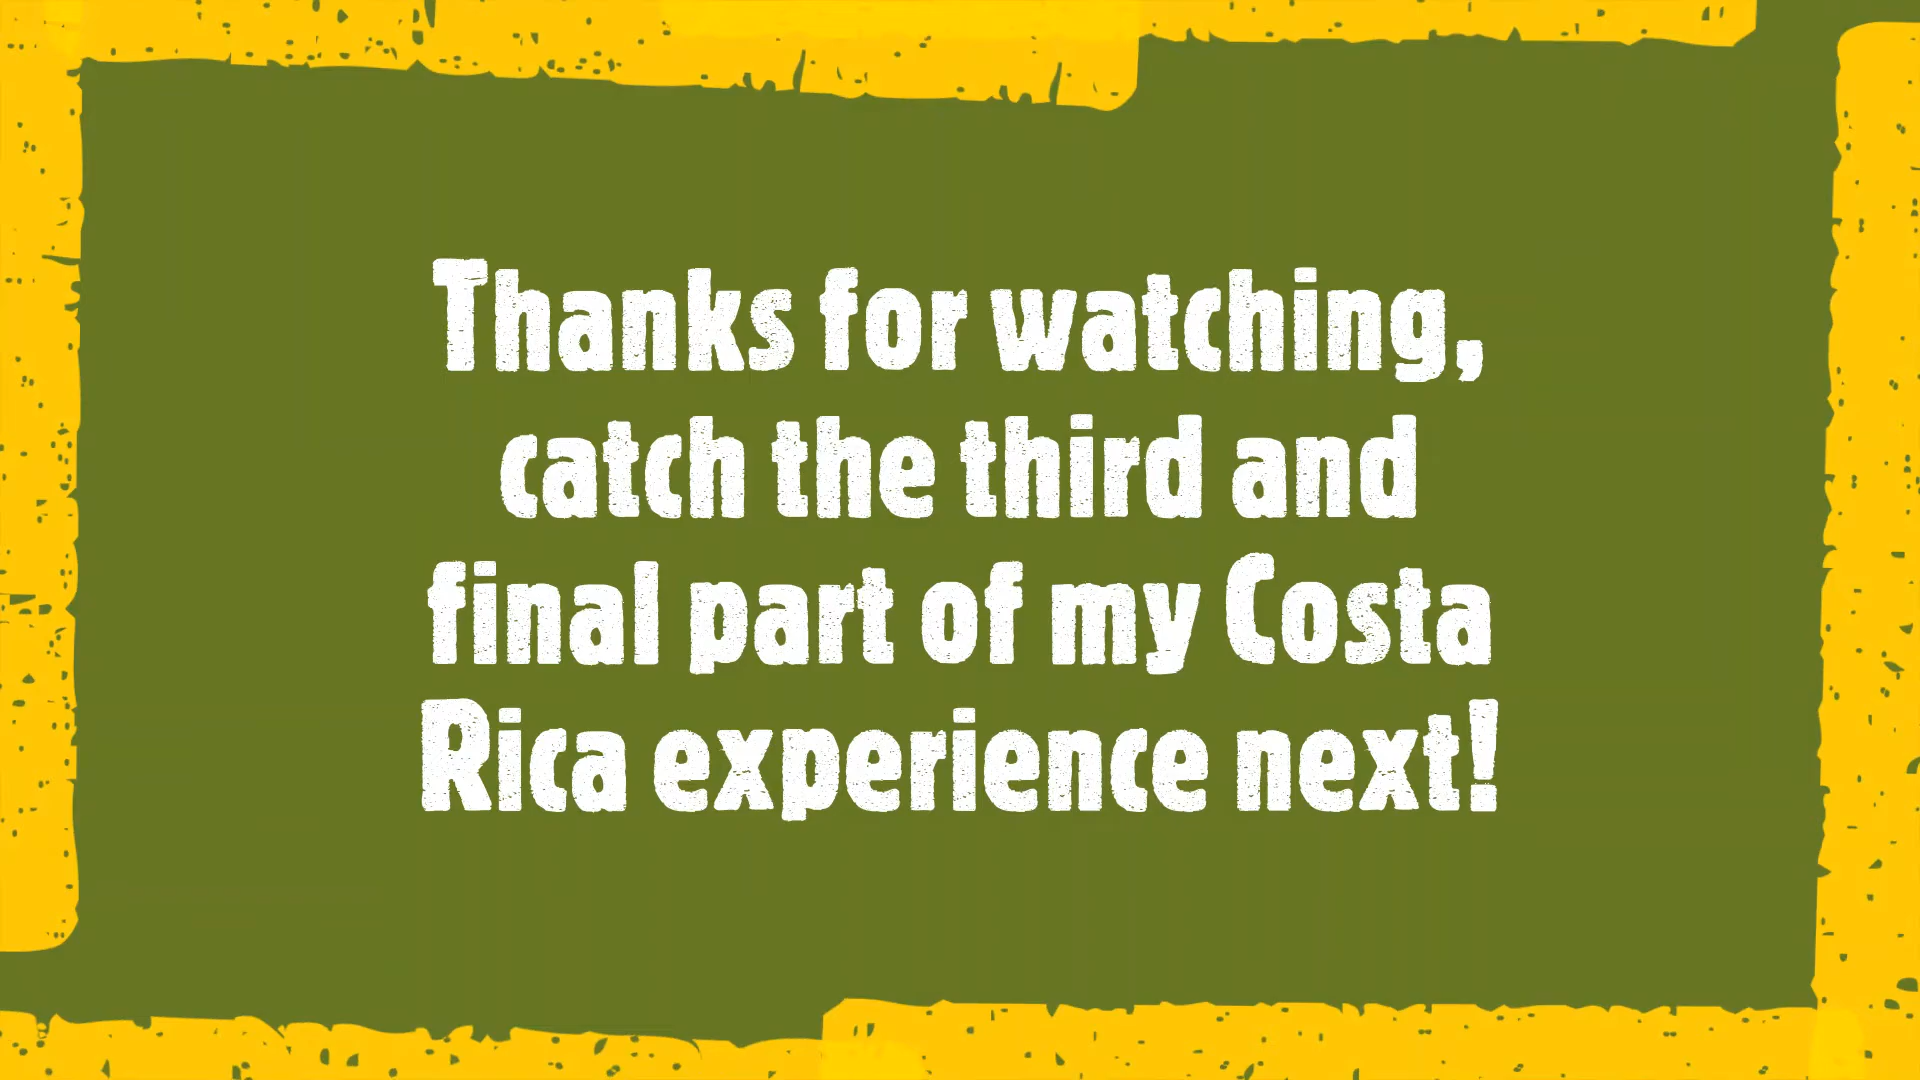 Thanks for watching,
catch the third and
final part of my Costa
Rica experience next!